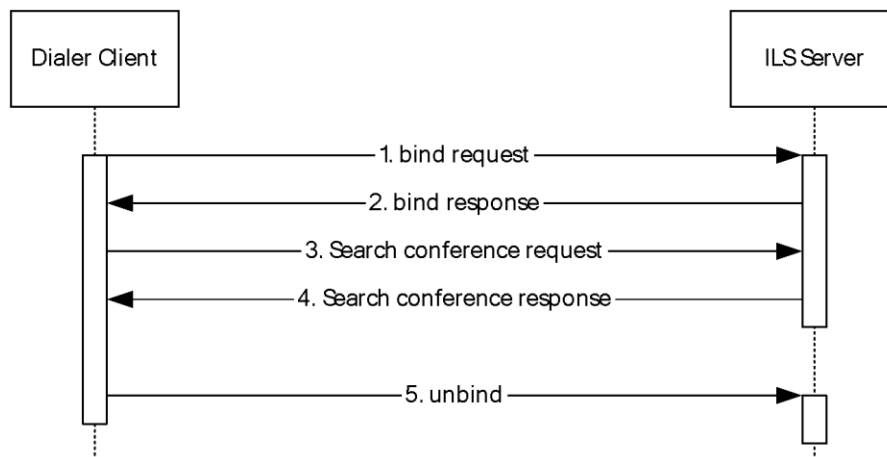 Dialer Client
ILS Server
1. bind request
2. bind response
3. Search conference request
4. Search conference response
5. unbind